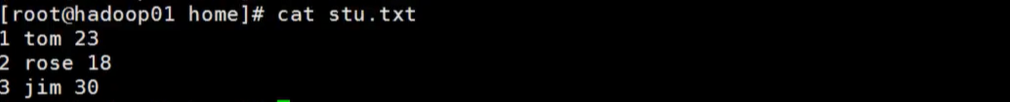 [root@hadoop01 home]# cat stu.txt
1 tom 23
2 rose 18
3 jim 30